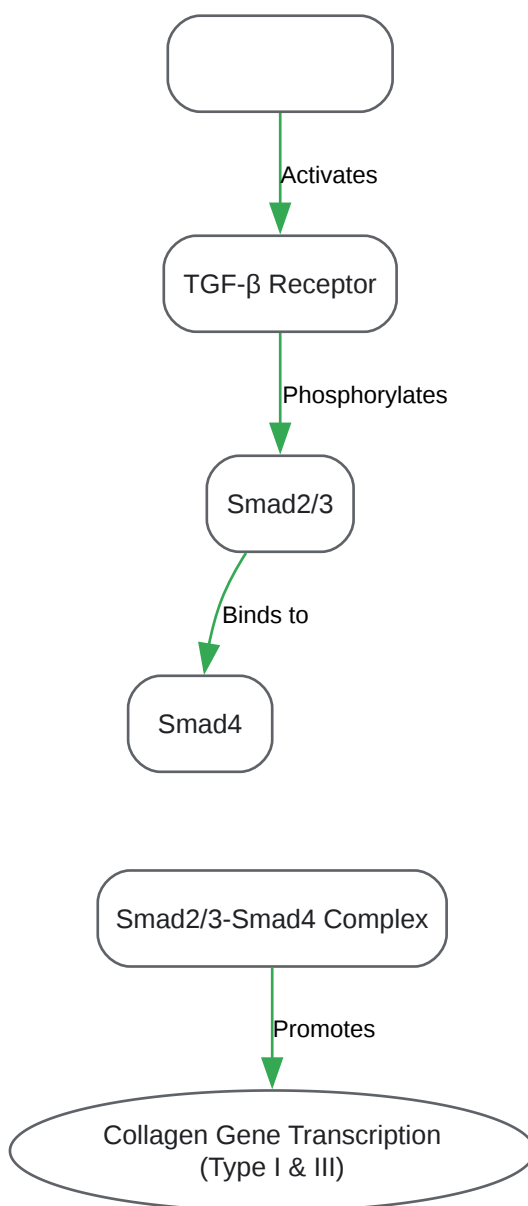 Activates
TGF-β Receptor
Phosphorylates
Smad2/3
Binds to
Smad4
Smad2/3-Smad4 Complex
Promotes
Collagen Gene Transcription
(Type I & III)